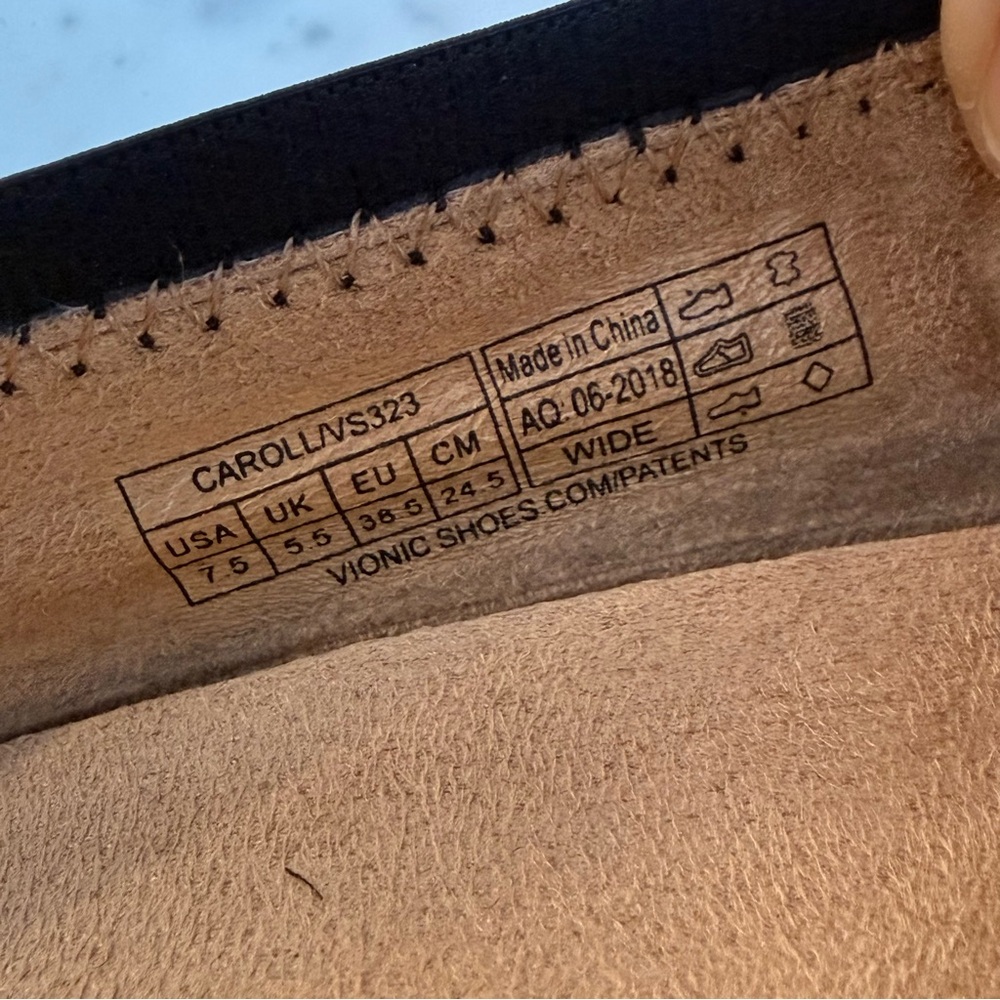 CAROLL/VS323
USA UK EU CM
7.5 5.5 38.5 24.5
Made in China
AQ: 06-2018
WIDE
VIONIC SHOES COM/PATENTS